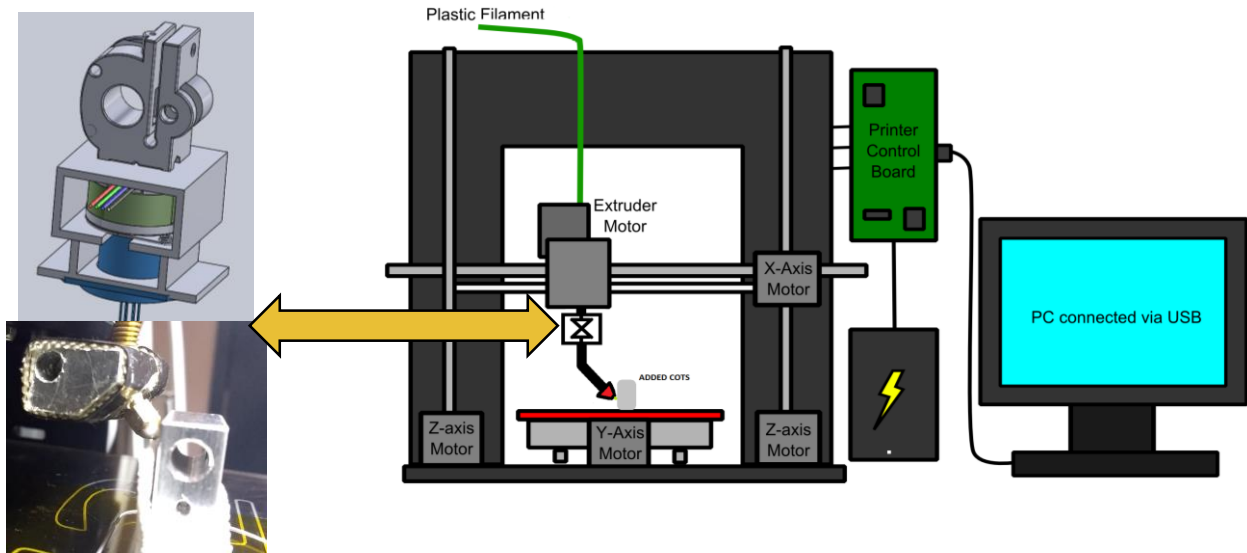 Plastic Filament
Extruder
Motor
X-Axis
Motor
ADDED COTS
Z-axis
Motor
Y-Axis
Motor
Z-axis
Motor
Printer
Control
Board
PC connected via USB